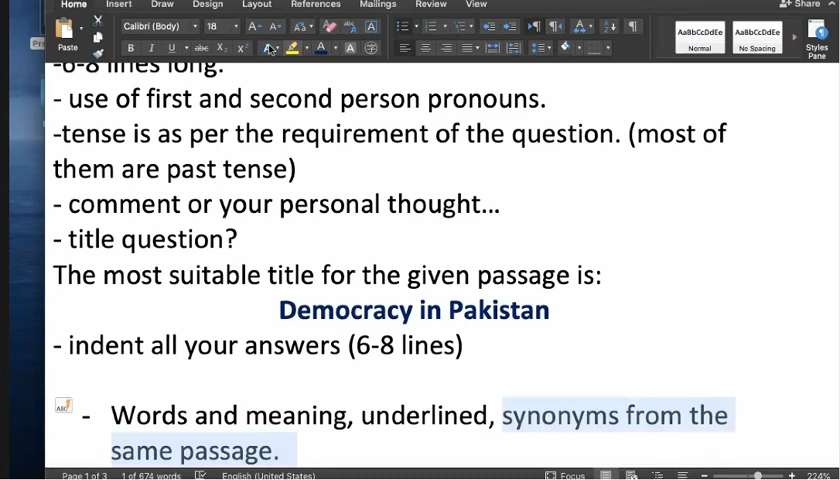 Home Insert Draw Design Layout References Mailings Review View Share
Calibri (Body) 18
Paste
B I U abc X₂ X² A
AaBbCcDdEe AaBbCcDdEe
Normal No Spacing Styles Pane
-6-8 lines long.
- use of first and second person pronouns.
-tense is as per the requirement of the question. (most of
them are past tense)
- comment or your personal thought...
- title question?
The most suitable title for the given passage is:
Democracy in Pakistan
- indent all your answers (6-8 lines)
- Words and meaning, underlined, synonyms from the
same passage.
Page 1 of 3 1 of 674 words English (United States) Focus 224%